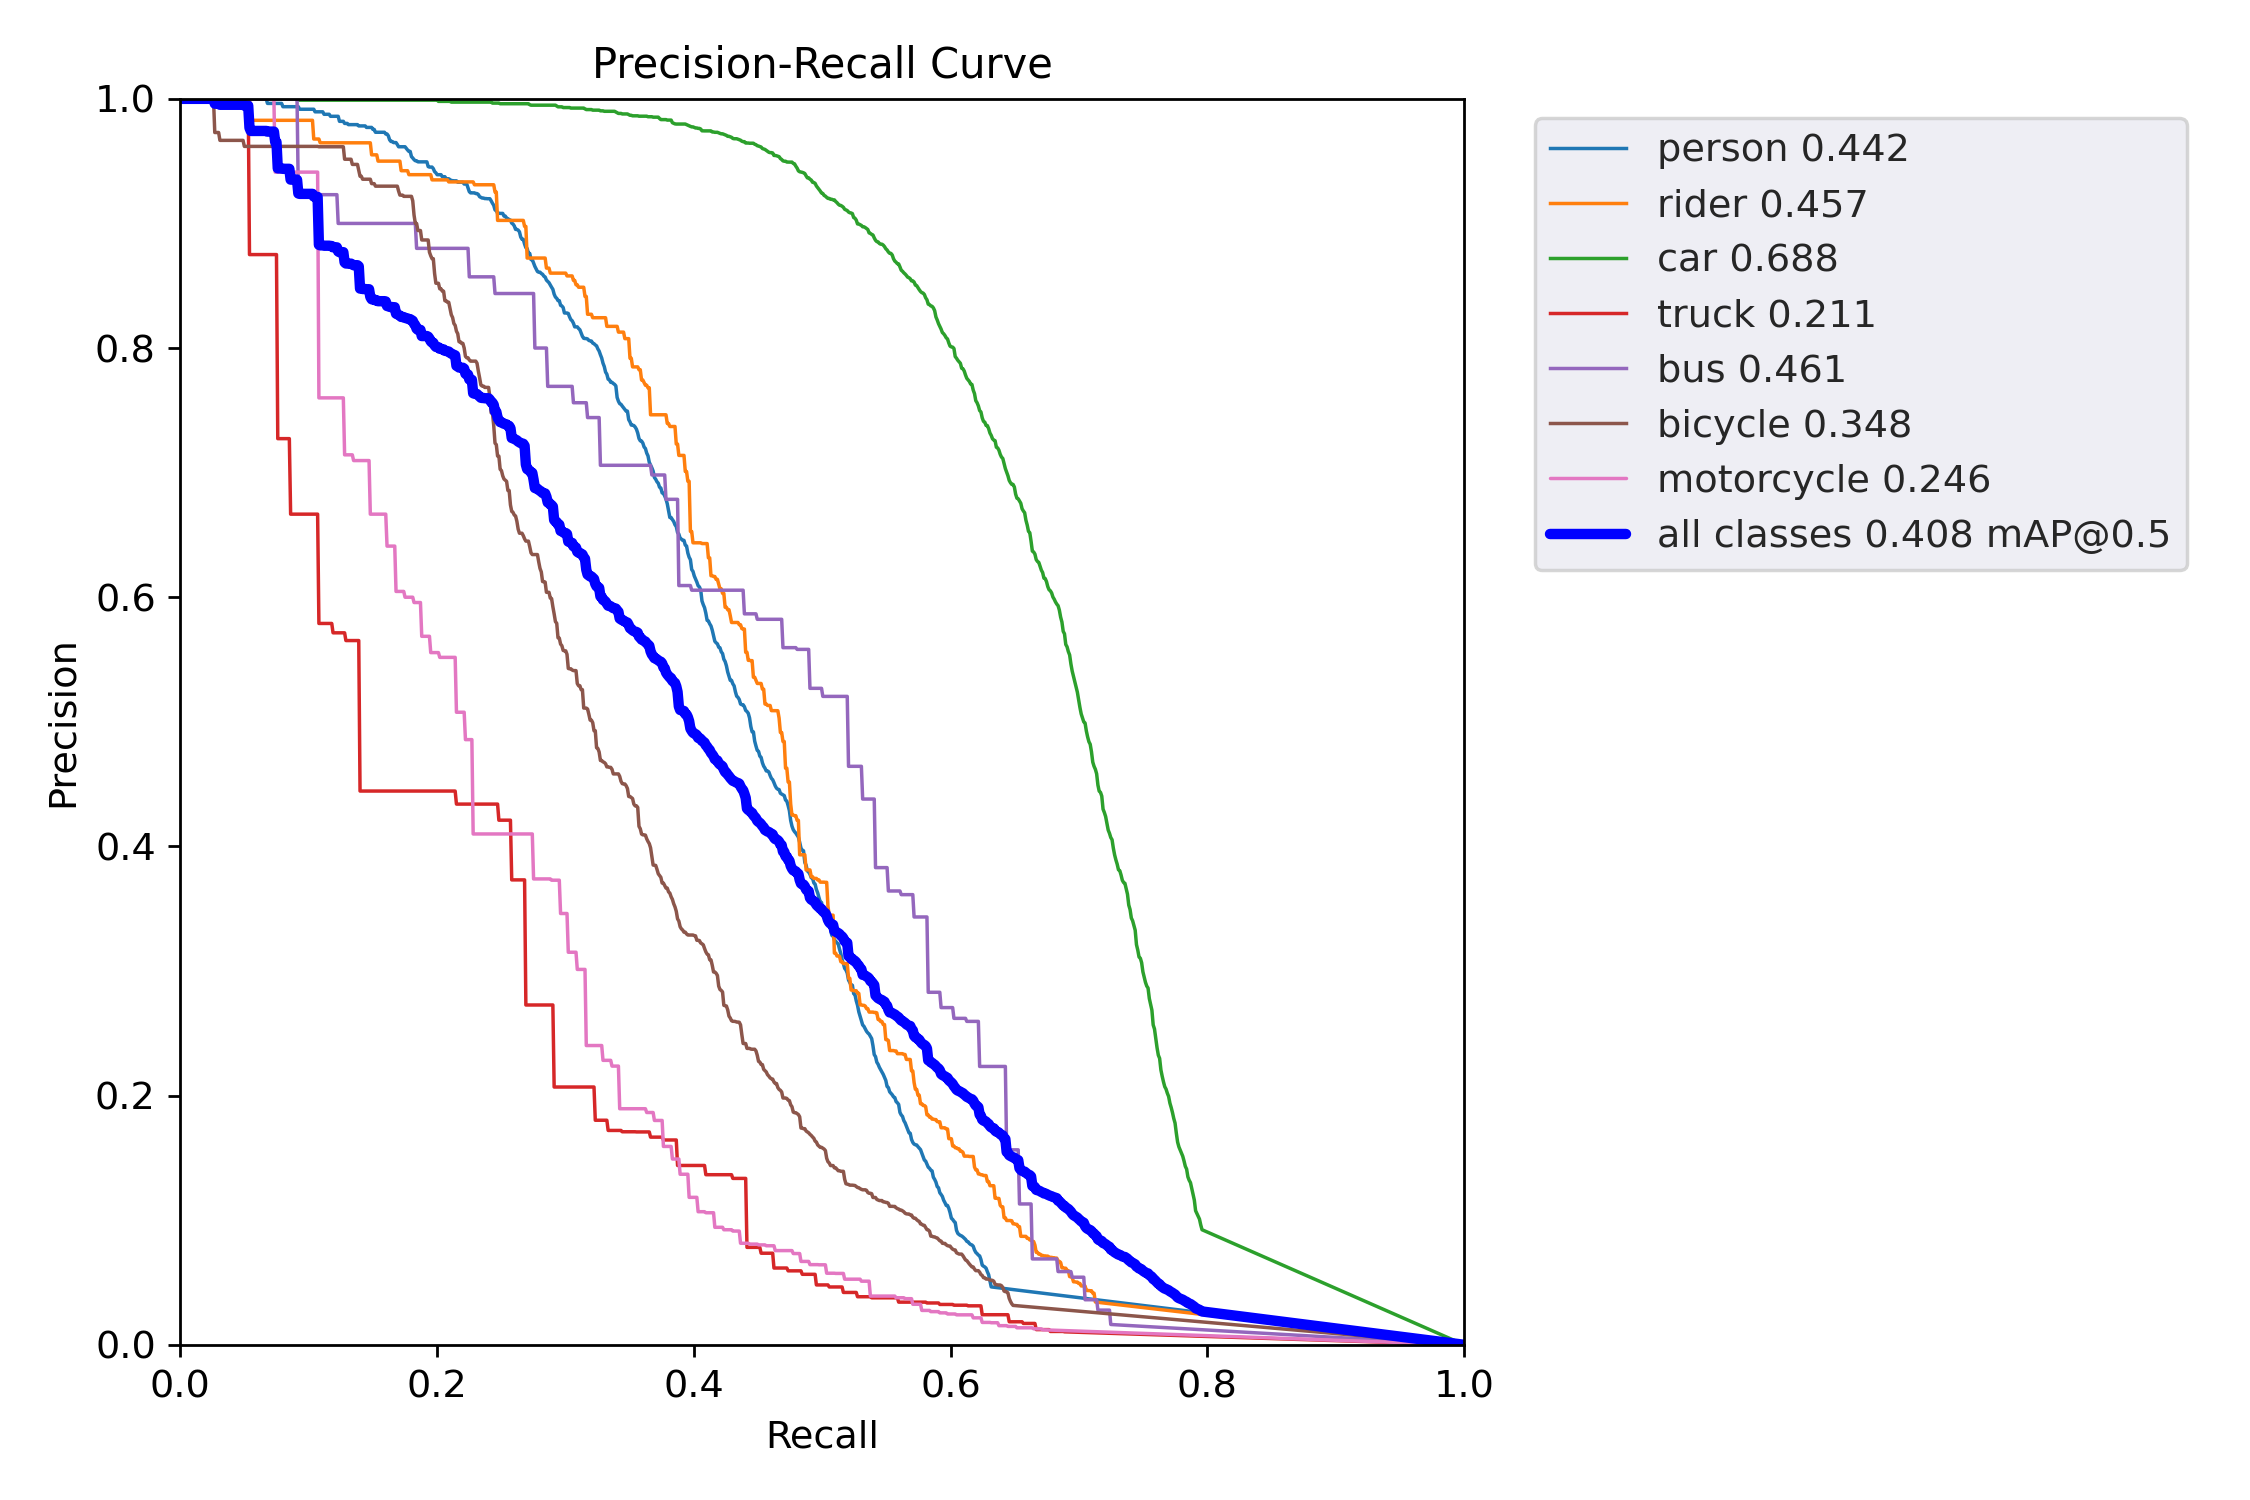 Precision-Recall Curve
1.0
0.8
0.6
0.4
0.2
0.0
Precision
0.0 0.2 0.4 0.6 0.8 1.0
Recall
person 0.442
rider 0.457
car 0.688
truck 0.211
bus 0.461
bicycle 0.348
motorcycle 0.246
all classes 0.408 mAP@0.5